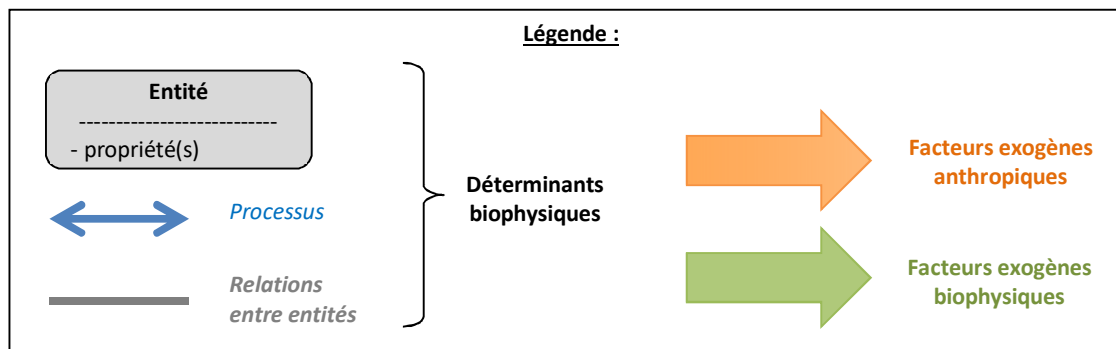 Légende :
Entité
---------------------------
- propriété(s)
Processus
Relations
entre entités
Déterminants
biophysiques
Facteurs exogènes
anthropiques
Facteurs exogènes
biophysiques